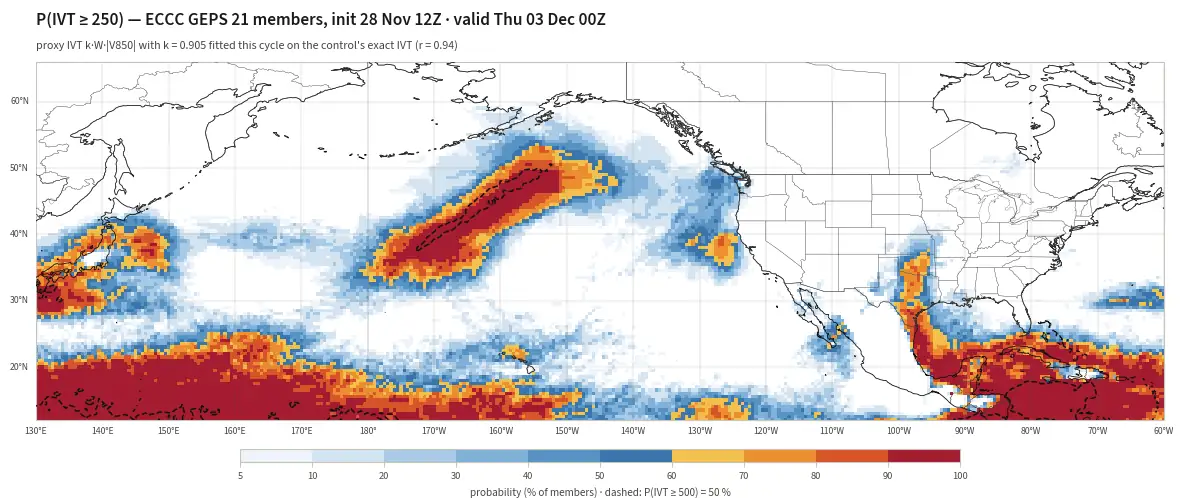 P(IVT ≥ 250) — ECCC GEPS 21 members, init 28 Nov 12Z · valid Thu 03 Dec 00Z
proxy IVT k·W·|V850| with k = 0.905 fitted this cycle on the control's exact IVT (r = 0.94)
60°N
50°N
40°N
30°N
20°N
130°E 140°E 150°E 160°E 170°E 180° 170°W 160°W 150°W 140°W 130°W 120°W 110°W 100°W 90°W 80°W 70°W 60°W
5 10 20 30 40 50 60 70 80 90 100
probability (% of members) · dashed: P(IVT ≥ 500) = 50 %